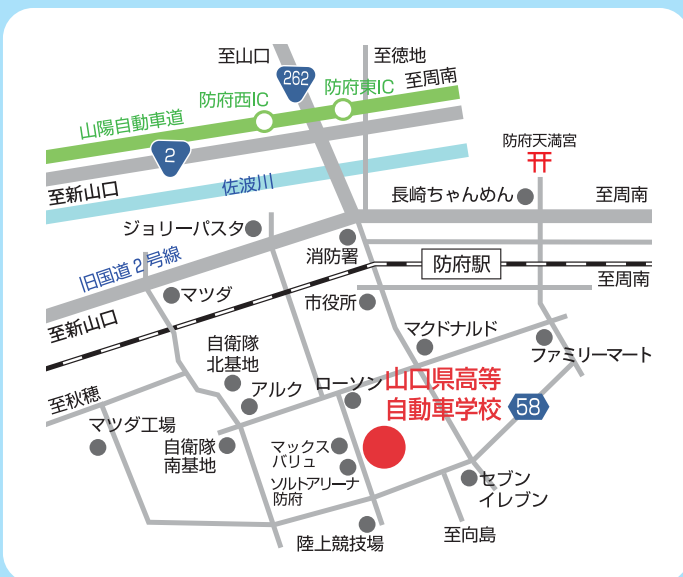 至山口
262
至徳地
至周南
防府東IC
防府西IC
山陽自動車道
2
防府天満宮
至新山口
佐波川
長崎ちゃんめん
至周南
ジョリーパスタ
消防署
旧国道2号線
防府駅
至周南
マツダ
市役所
至新山口
マクドナルド
自衛隊
北基地
ファミリーマート
アルク
ローソン
山口県高等
自動車学校
58
至秋穂
マツダ工場
自衛隊
南基地
マックス
バリュ
ソルトアリーナ
防府
セブン
イレブン
陸上競技場
至向島